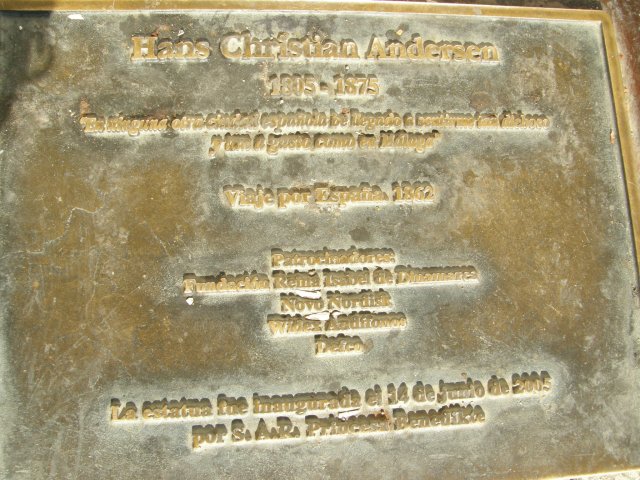 Hans Christian Andersen
1805 - 1875
"En ninguna otra ciudad española he llegado a sentirme tan dichoso
y tan a gusto como en Málaga"
Viaje por España. 1862
Patrocinadores:
Fundación Reina Isabel de Dinamarca
Novo Nordisk
Widex Audífonos
Defco
La estatua fue inaugurada el 14 de junio de 2005
por S. A.R. Princesa Benedikte